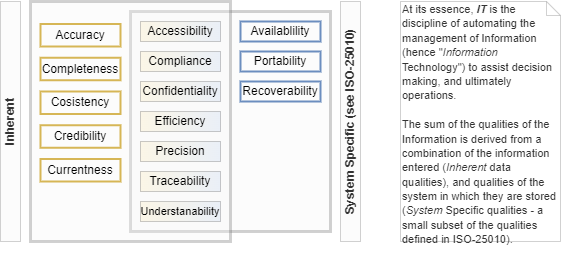 Inherent
Accuracy
Completeness
Cosistency
Credibility
Currentness
Accessibility
Compliance
Confidentiality
Efficiency
Precision
Traceability
Understanability
Availablility
Portability
Recoverability
System Specific (see ISO-25010)
At its essence, IT is the
discipline of automating the
management of Information
(hence "Information
Technology") to assist decision
making, and ultimately
operations.
The sum of the qualities of the
Information is derived from a
combination of the information
entered (Inherent data
qualities), and qualities of the
system in which they are stored
(System Specific qualities - a
small subset of the qualities
defined in ISO-25010).